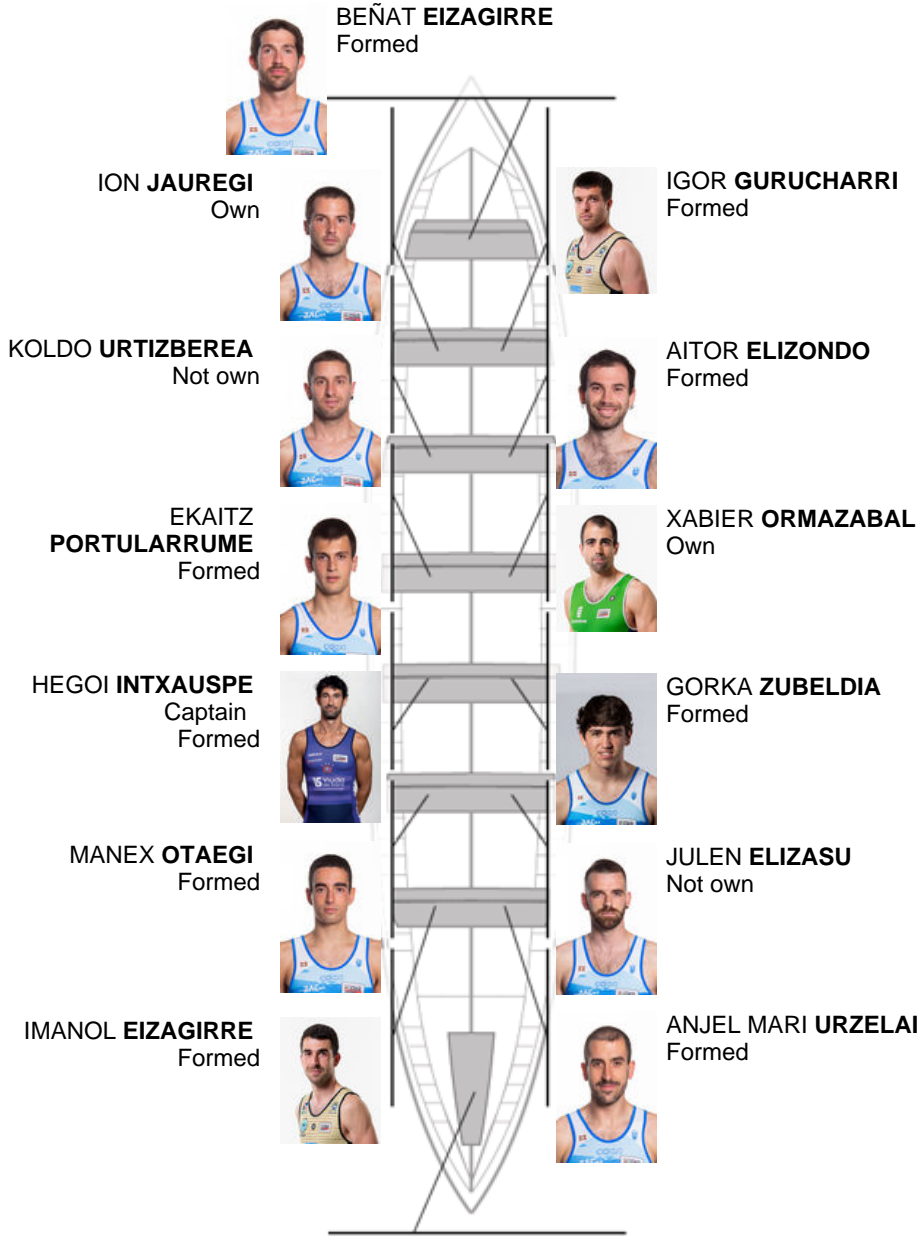 BEÑAT EIZAGIRRE
Formed
ION JAUREGI
Own
IGOR GURUCHARRI
Formed
KOLDO URTIZBEREA
Not own
AITOR ELIZONDO
Formed
EKAITZ
PORTULARRUME
Formed
XABIER ORMAZABAL
Own
HEGOI INTXAUSPE
Captain
Formed
GORKA ZUBELDIA
Formed
MANEX OTAEGI
Formed
JULEN ELIZASU
Not own
IMANOL EIZAGIRRE
Formed
ANJEL MARI URZELAI
Formed